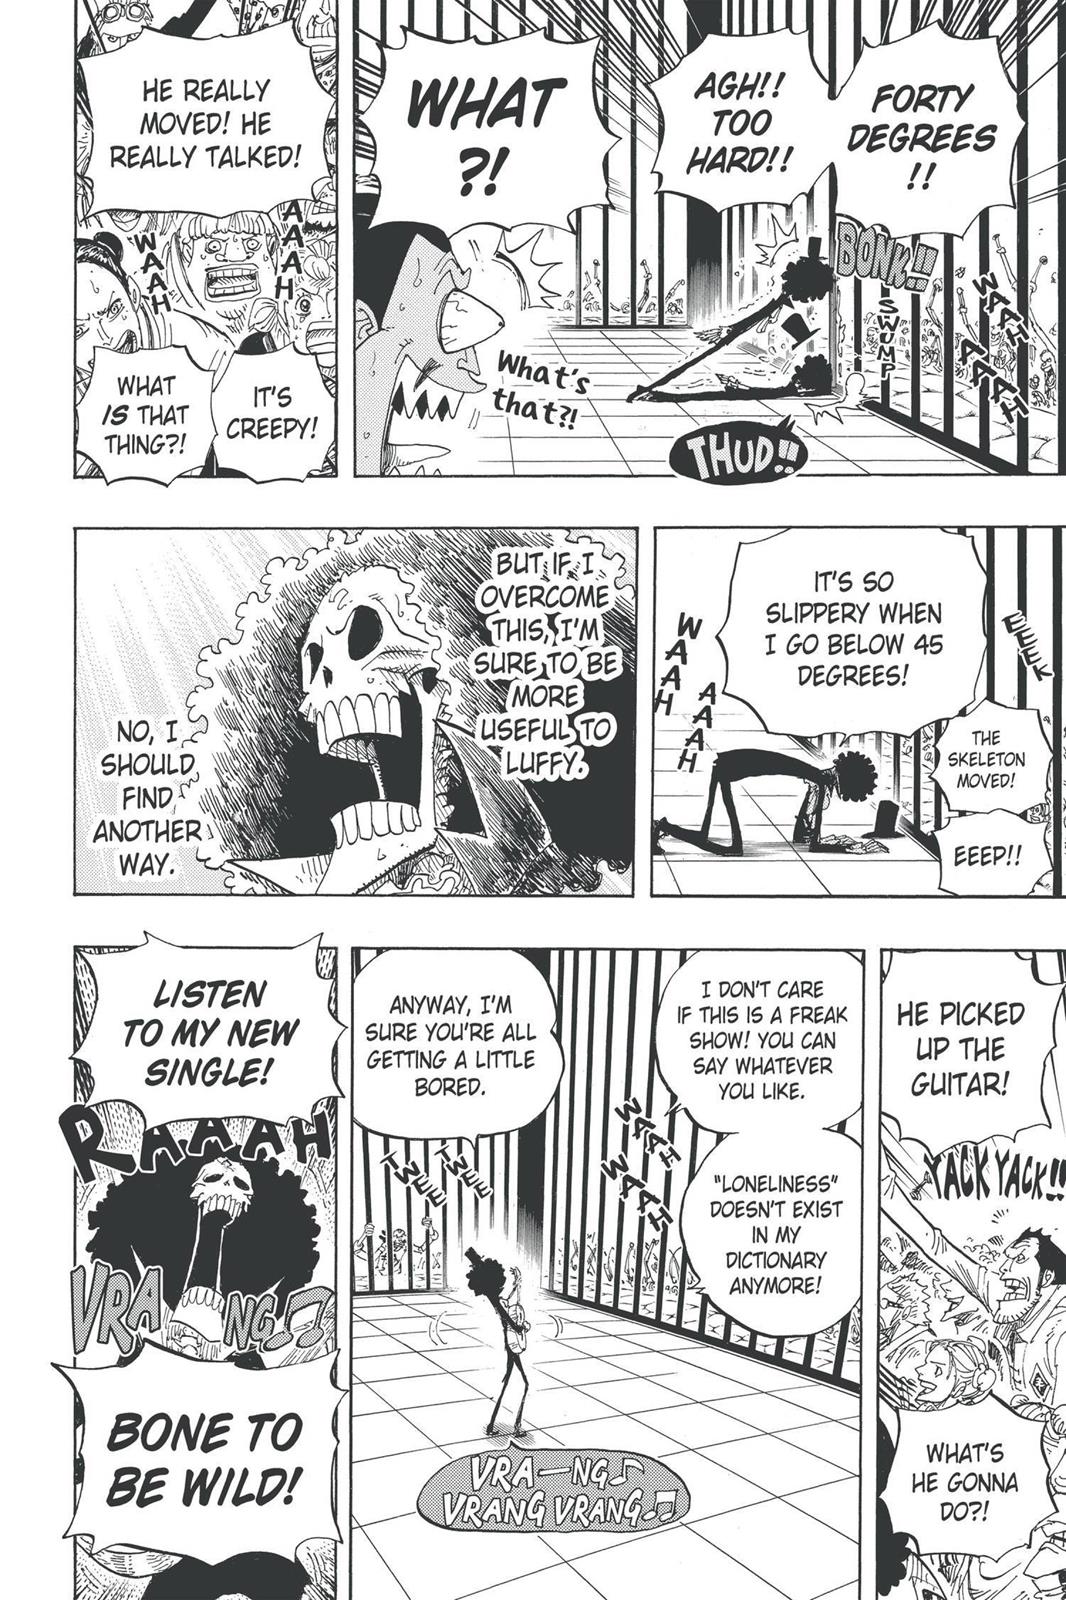 FORTY
DEGREES
!!
AGH!!
TOO
HARD!!
BONK!!
SWUMP
WAAH
AAAH
THUD!!
WHAT
?!
What's
that?!
HE REALLY
MOVED! HE
REALLY TALKED!
AAAH
WAAH
IT'S
CREEPY!
WHAT
IS THAT
THING?!
IT'S SO
SLIPPERY WHEN
I GO BELOW 45
DEGREES!
EEEK
WAAH
AAAH
THE
SKELETON
MOVED!
EEEP!!
BUT IF I
OVERCOME
THIS, I'M
SURE TO BE
MORE
USEFUL TO
LUFFY.
NO, I
SHOULD
FIND
ANOTHER
WAY.
HE PICKED
UP THE
GUITAR!
YACK YACK!!
WHAT'S
HE GONNA
DO?!
I DON'T CARE
IF THIS IS A FREAK
SHOW! YOU CAN
SAY WHATEVER
YOU LIKE.
"LONELINESS"
DOESN'T EXIST
IN MY
DICTIONARY
ANYMORE!
WAAH
WAAH
ANYWAY, I'M
SURE YOU'RE ALL
GETTING A LITTLE
BORED.
TWEE
TWEE
VRA—NG♪
VRANG VRANG♫
LISTEN
TO MY NEW
SINGLE!
RAAAAH
VRANG♫
BONE TO
BE WILD!